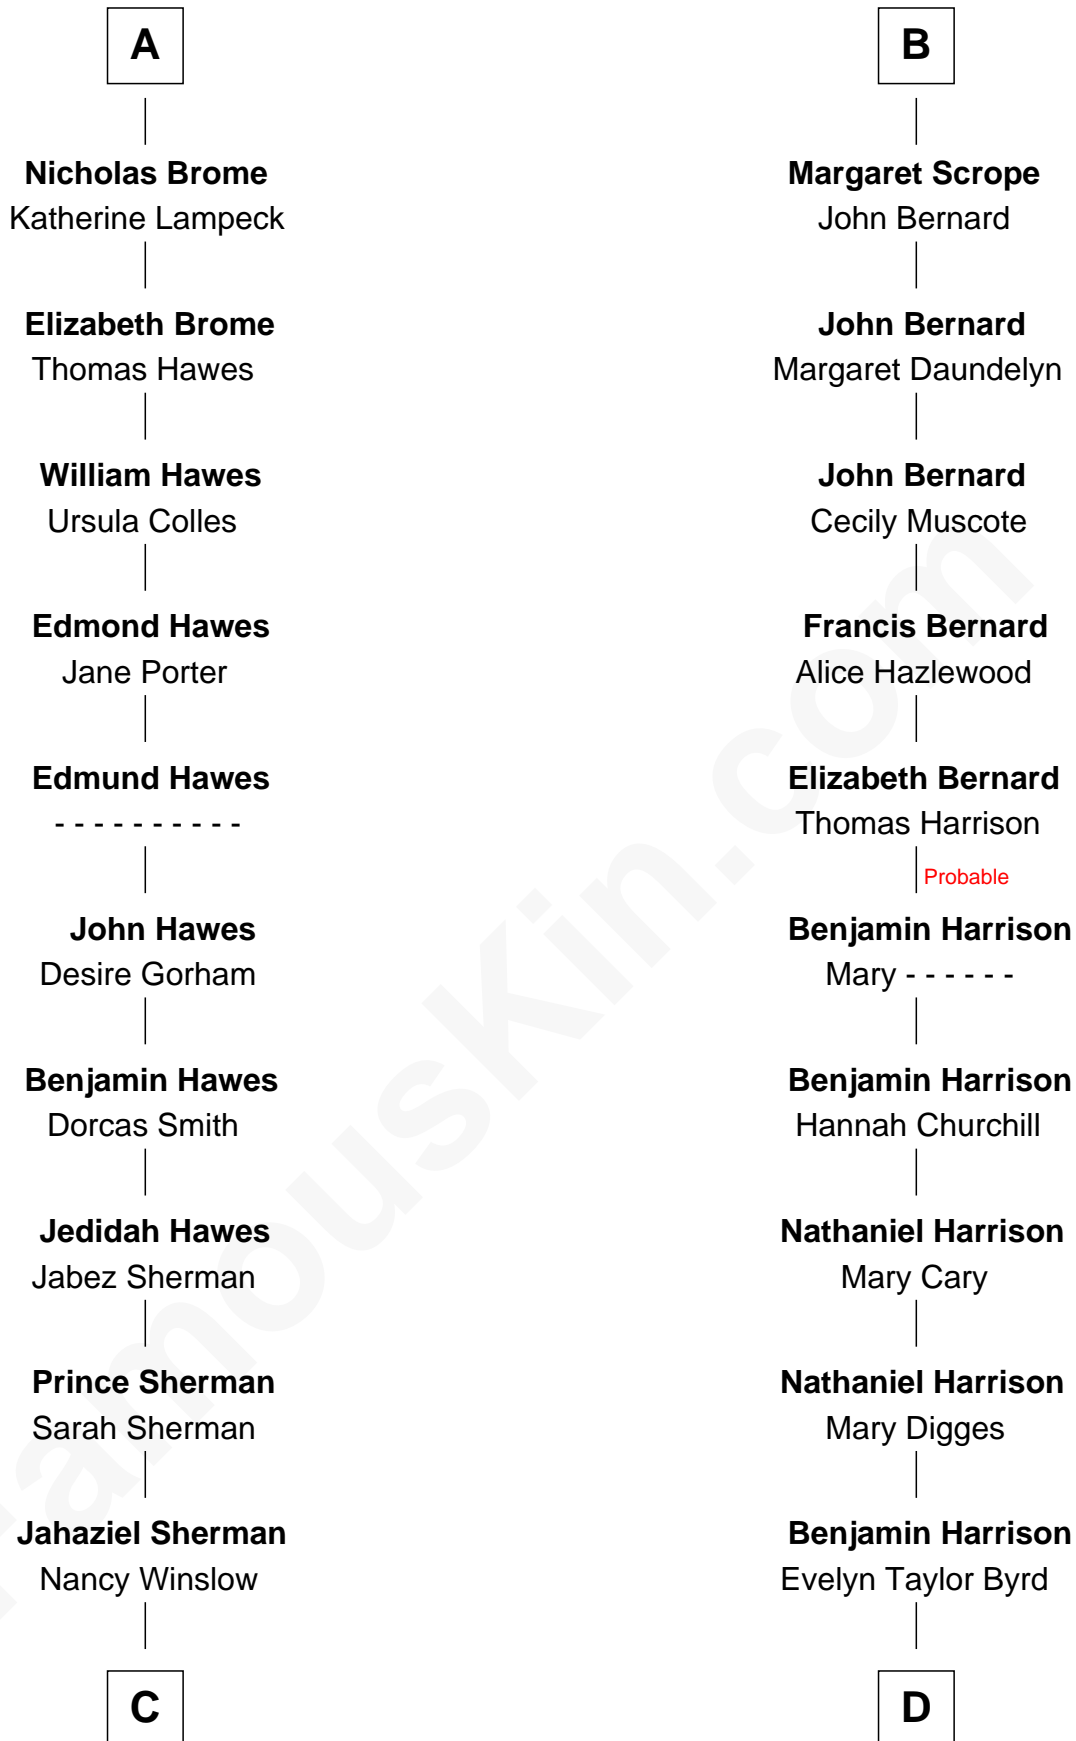 A
Nicholas Brome
Katherine Lampeck
Elizabeth Brome
Thomas Hawes
William Hawes
Ursula Colles
Edmond Hawes
Jane Porter
Edmund Hawes
- - - - - - - - - -
John Hawes
Desire Gorham
Benjamin Hawes
Dorcas Smith
Jedidah Hawes
Jabez Sherman
Prince Sherman
Sarah Sherman
Jahaziel Sherman
Nancy Winslow
C
B
Margaret Scrope
John Bernard
John Bernard
Margaret Daundelyn
John Bernard
Cecily Muscote
Francis Bernard
Alice Hazlewood
Elizabeth Bernard
Thomas Harrison
Probable
Benjamin Harrison
Mary - - - - - -
Benjamin Harrison
Hannah Churchill
Nathaniel Harrison
Mary Cary
Nathaniel Harrison
Mary Digges
Benjamin Harrison
Evelyn Taylor Byrd
D
FamousKin.com